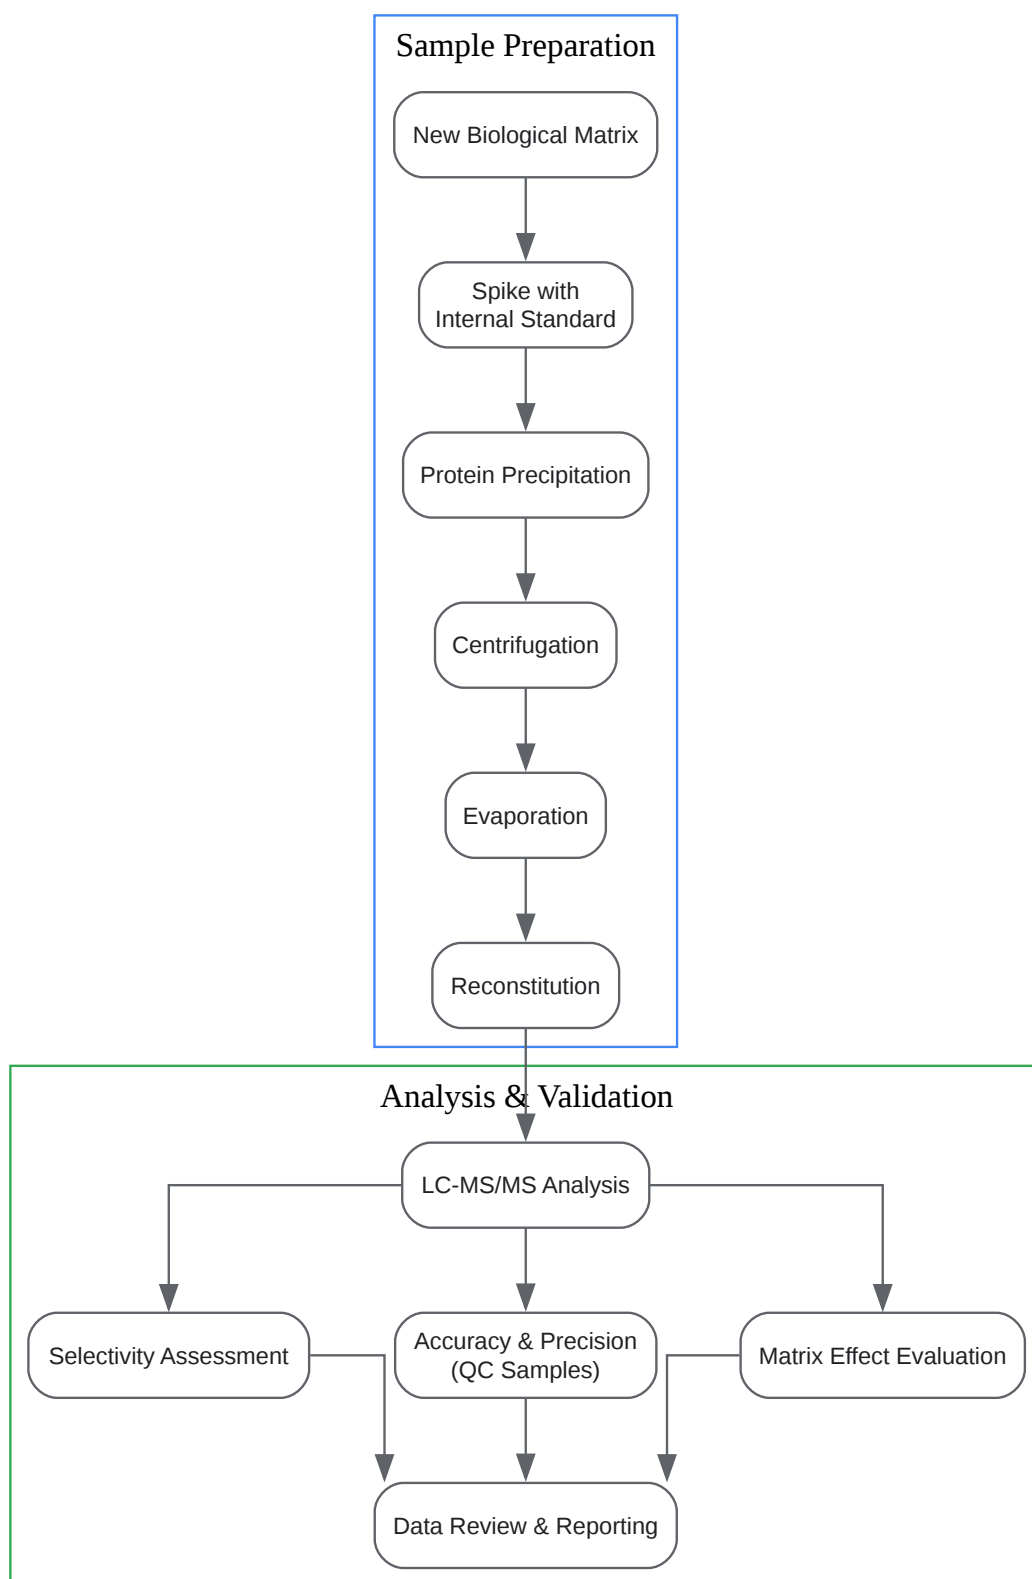 Sample Preparation
New Biological Matrix
Spike with
Internal Standard
Protein Precipitation
Centrifugation
Evaporation
Reconstitution
Analysis & Validation
LC-MS/MS Analysis
Selectivity Assessment
Accuracy & Precision
(QC Samples)
Matrix Effect Evaluation
Data Review & Reporting